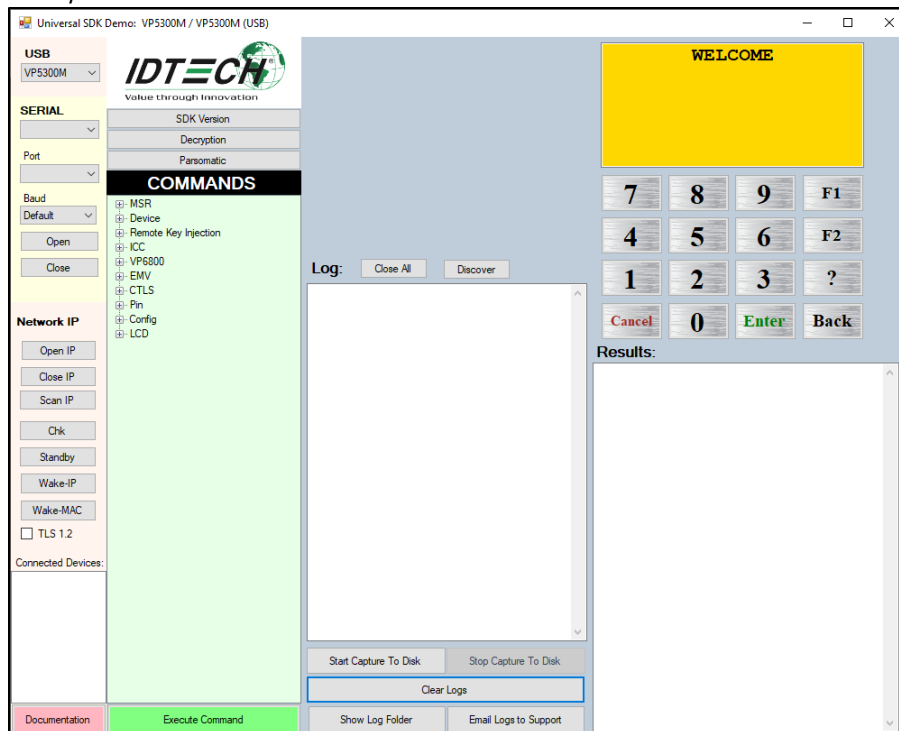 Universal SDK Demo: VP5300M / VP5300M (USB)
USB
VP5300M
SERIAL
Port
Baud
Default
Open
Close
Network IP
Open IP
Close IP
Scan IP
Chk
Standby
Wake-IP
Wake-MAC
TLS 1.2
Connected Devices:
Documentation
IDTECH®
Value through Innovation
SDK Version
Decryption
Parsomatic
COMMANDS
MSR
Device
Remote Key Injection
ICC
VP6800
EMV
CTLS
Pin
Config
LCD
Execute Command
Log: Close All Discover
Start Capture To Disk Stop Capture To Disk
Clear Logs
Show Log Folder Email Logs to Support
WELCOME
7 8 9 F1
4 5 6 F2
1 2 3 ?
Cancel 0 Enter Back
Results: